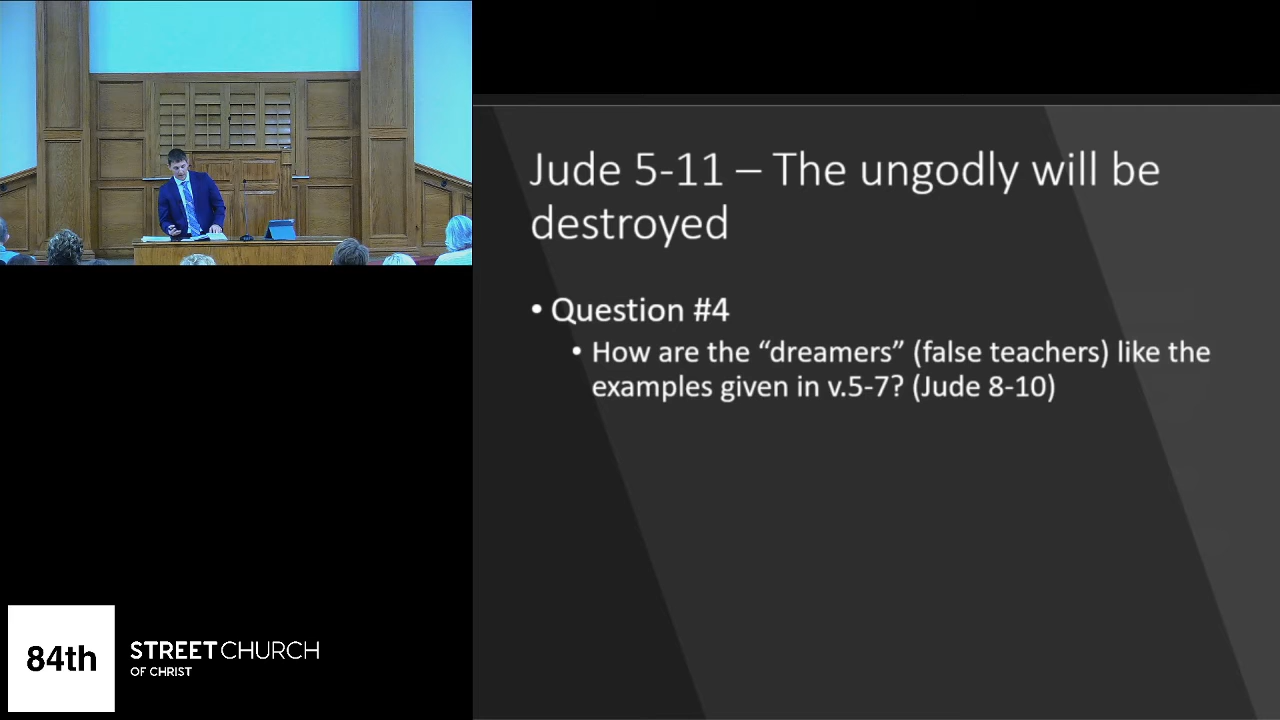 Jude 5-11 – The ungodly will be
destroyed
• Question #4
• How are the “dreamers” (false teachers) like the
examples given in v.5-7? (Jude 8-10)
84th
STREET CHURCH
OF CHRIST